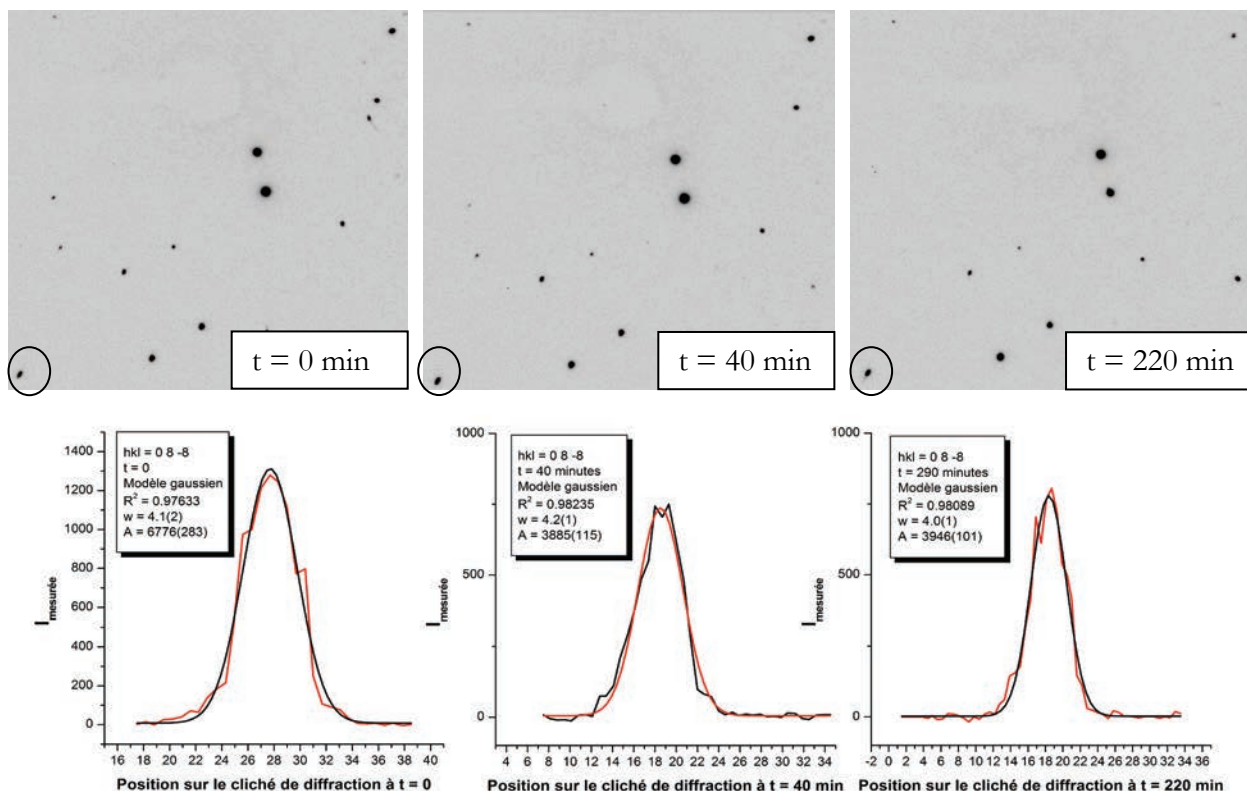 t = 0 min
t = 40 min
t = 220 min
hkl = 0 8 -8
t = 0
Modèle gaussien
R² = 0.97633
w = 4.1(2)
A = 6776(283)
1400
1200
1000
800
600
400
200
0
I mesurée
16 18 20 22 24 26 28 30 32 34 36 38 40
Position sur le cliché de diffraction à t = 0
hkl = 0 8 -8
t = 40 minutes
Modèle gaussien
R² = 0.98235
w = 4.2(1)
A = 3885(115)
1000
500
0
I mesurée
4 6 8 10 12 14 16 18 20 22 24 26 28 30 32 34
Position sur le cliché de diffraction à t = 40 min
hkl = 0 8 -8
t = 290 minutes
Modèle gaussien
R² = 0.98089
w = 4.0(1)
A = 3946(101)
1000
500
0
I mesurée
-2 0 2 4 6 8 10 12 14 16 18 20 22 24 26 28 30 32 34 36
Position sur le cliché de diffraction à t = 220 min